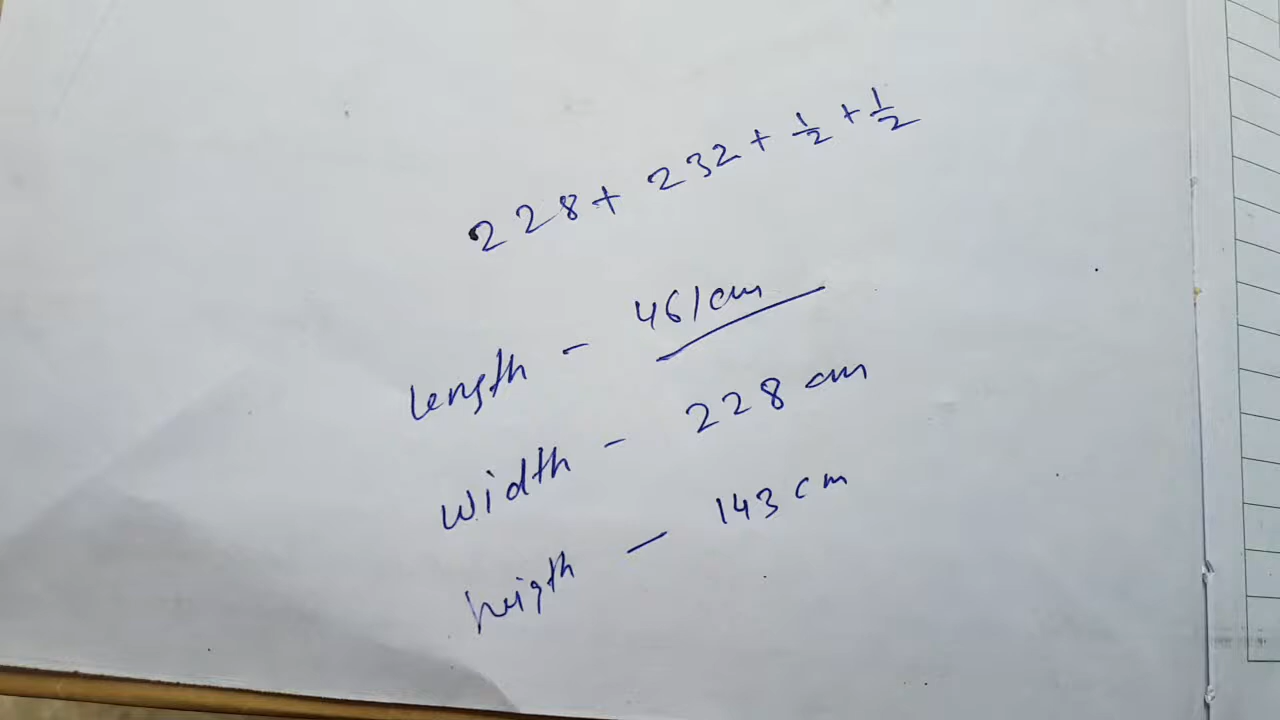 228 + 232 + 1/2 + 1/2
length - 461cm
width - 228 cm
heigth - 143 cm